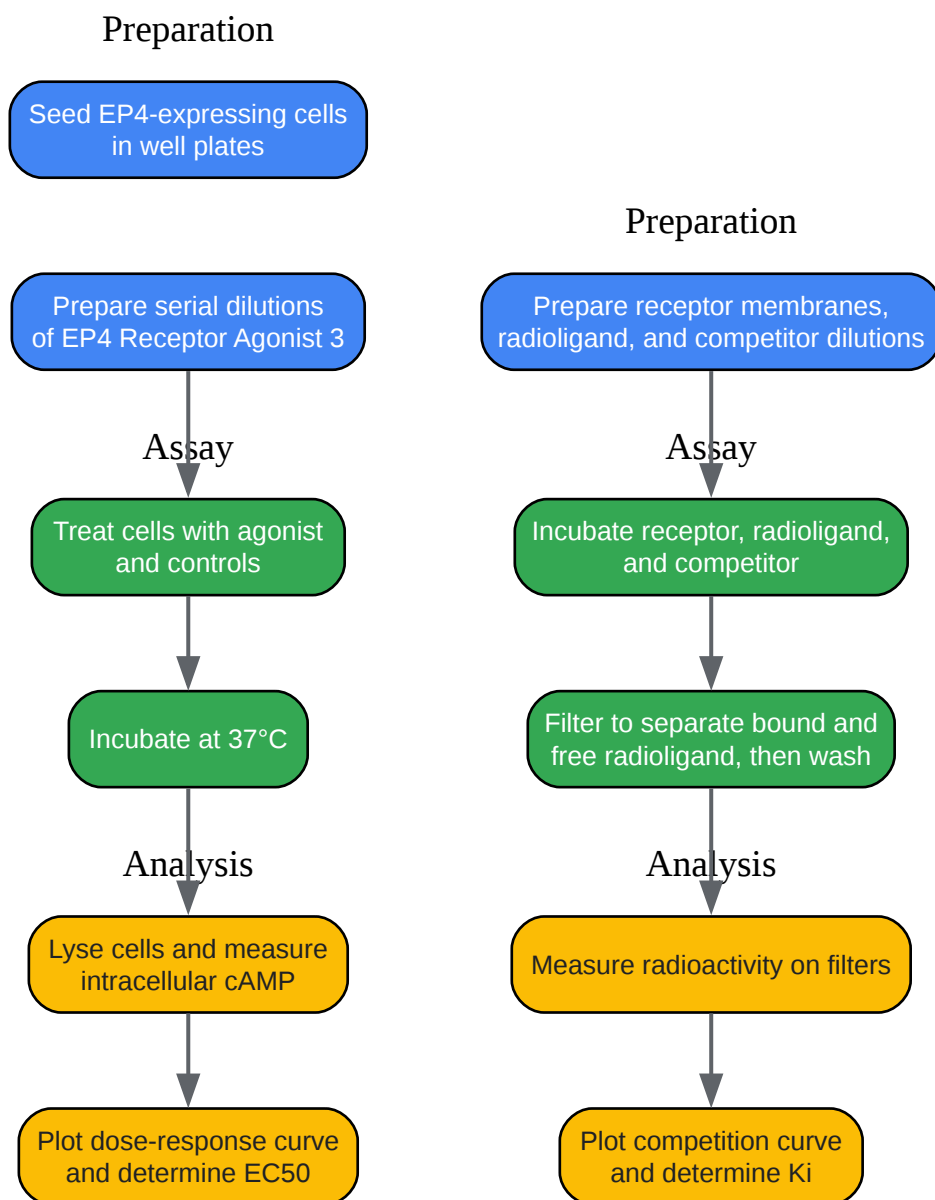 Preparation
Seed EP4-expressing cells
in well plates
Prepare serial dilutions
of EP4 Receptor Agonist 3
Assay
Treat cells with agonist
and controls
Incubate at 37°C
Analysis
Lyse cells and measure
intracellular cAMP
Plot dose-response curve
and determine EC50
Preparation
Prepare receptor membranes,
radioligand, and competitor dilutions
Assay
Incubate receptor, radioligand,
and competitor
Filter to separate bound and
free radioligand, then wash
Analysis
Measure radioactivity on filters
Plot competition curve
and determine Ki